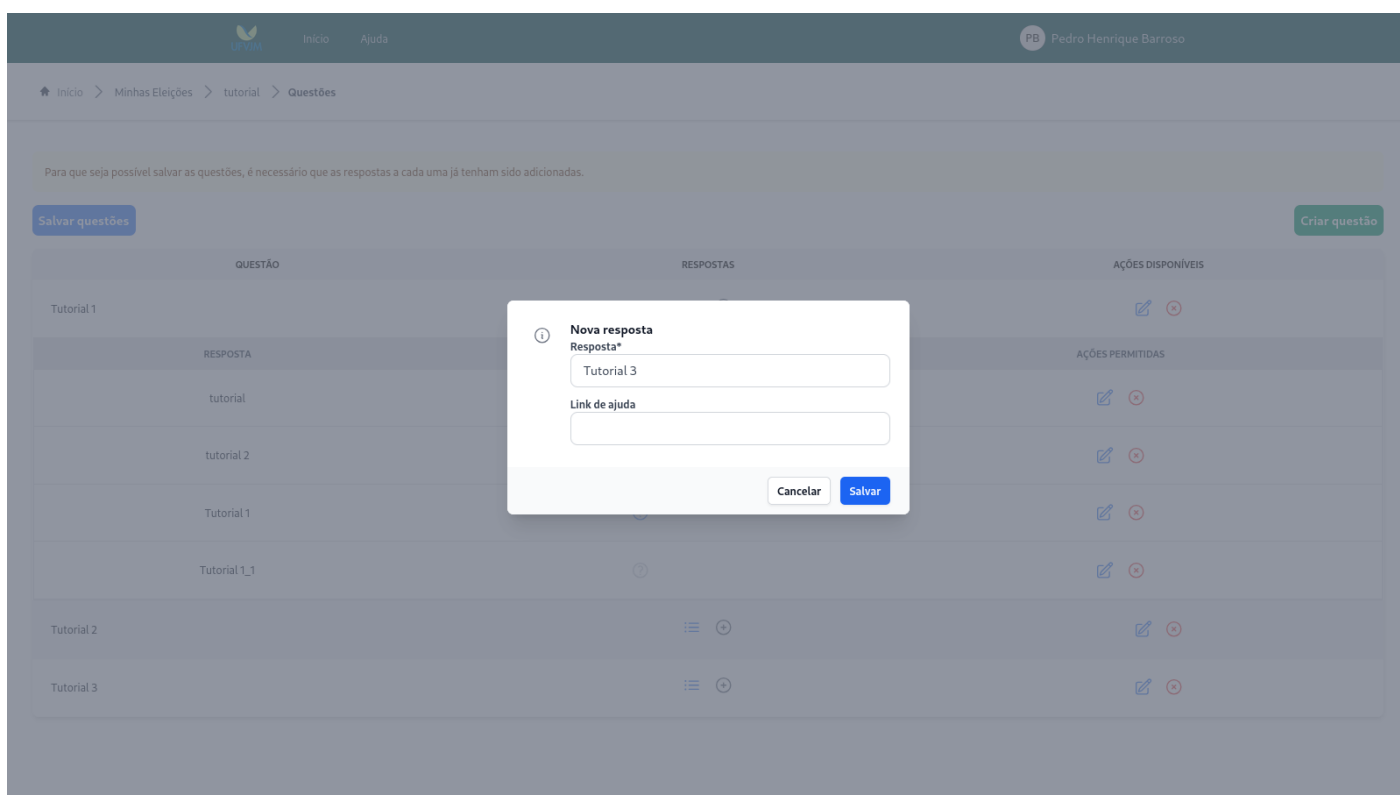 UFVJM Início Ajuda PB Pedro Henrique Barroso
Início Minhas Eleições tutorial Questões
Para que seja possível salvar as questões, é necessário que as respostas a cada uma já tenham sido adicionadas.
Salvar questões Criar questão
QUESTÃO RESPOSTAS AÇÕES DISPONÍVEIS
Tutorial 1
Nova resposta
Resposta*
Tutorial 3
Link de ajuda
Cancelar Salvar
RESPOSTA AÇÕES PERMITIDAS
tutorial
tutorial 2
Tutorial 1
Tutorial 1_1
Tutorial 2
Tutorial 3